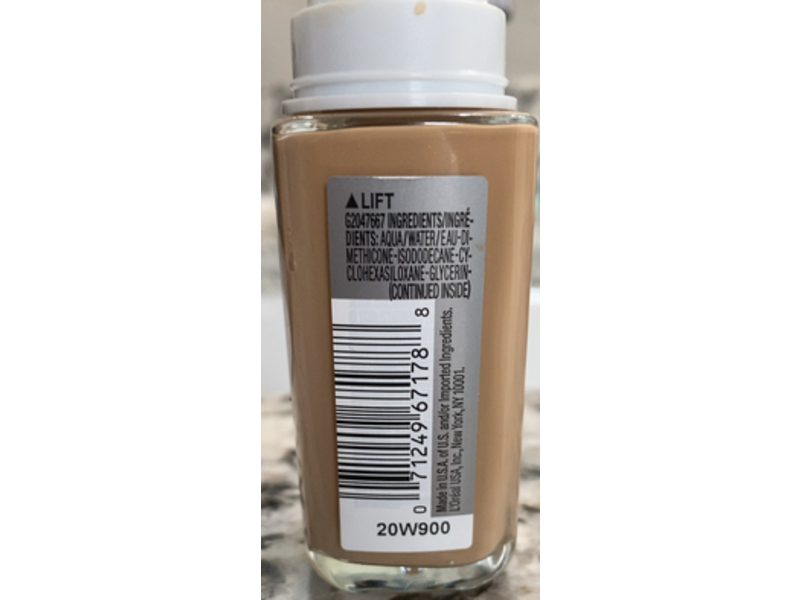 ▲LIFT
G2047667 INGREDIENTS/INGRÉ-
DIENTS: AQUA/WATER/EAU-DI-
METHICONE-ISODODECANE-CY-
CLOHEXASILOXANE-GLYCERIN-
(CONTINUED INSIDE)
0 71249 67178 8
Made in U.S.A. of U.S. and/or Imported Ingredients.
L'Oréal USA, Inc., New York, NY 10001.
20W900